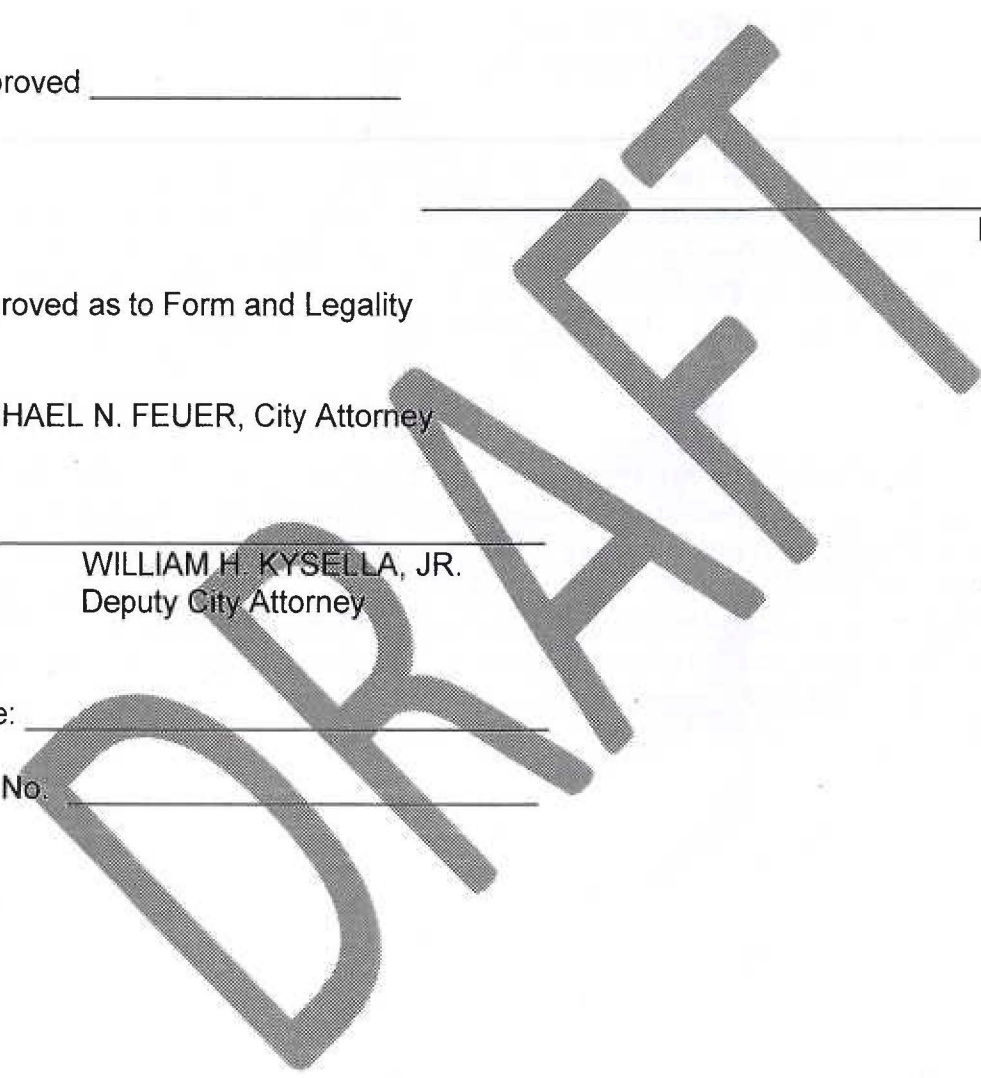 roved
roved as to Form and Legality
HAEL N. FEUER, City Attorney
WILLIAM H. KYSELLA, JR.
Deputy City Attorney
e:
No.
DRAFT